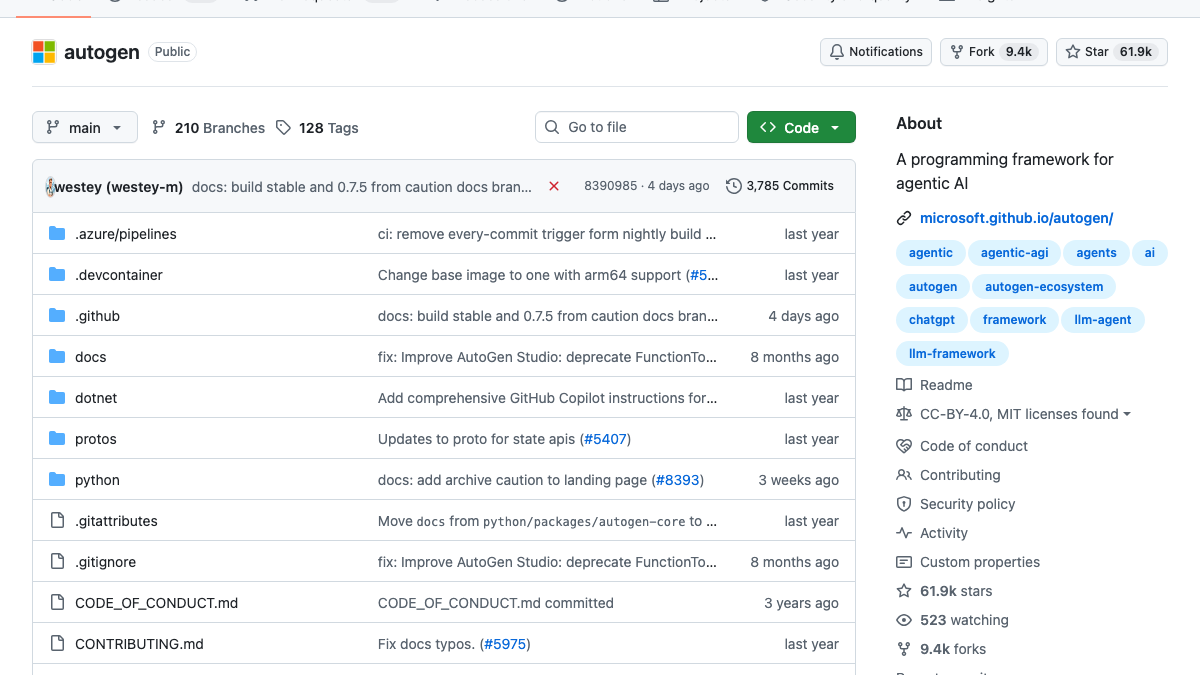 autogen Public
Notifications Fork 9.4k Star 61.9k
main 210 Branches 128 Tags Go to file Code
westey (westey-m) docs: build stable and 0.7.5 from caution docs bran... 8390985 · 4 days ago 3,785 Commits
.azure/pipelines ci: remove every-commit trigger form nightly build ... last year
.devcontainer Change base image to one with arm64 support (#5... last year
.github docs: build stable and 0.7.5 from caution docs bran... 4 days ago
docs fix: Improve AutoGen Studio: deprecate FunctionTo... 8 months ago
dotnet Add comprehensive GitHub Copilot instructions for... last year
protos Updates to proto for state apis (#5407) last year
python docs: add archive caution to landing page (#8393) 3 weeks ago
.gitattributes Move docs from python/packages/autogen-core to ... last year
.gitignore fix: Improve AutoGen Studio: deprecate FunctionTo... 8 months ago
CODE_OF_CONDUCT.md CODE_OF_CONDUCT.md committed 3 years ago
CONTRIBUTING.md Fix docs typos. (#5975) last year
About
A programming framework for
agentic AI
microsoft.github.io/autogen/
agentic agentic-agi agents ai
autogen autogen-ecosystem
chatgpt framework llm-agent
llm-framework
Readme
CC-BY-4.0, MIT licenses found
Code of conduct
Contributing
Security policy
Activity
Custom properties
61.9k stars
523 watching
9.4k forks